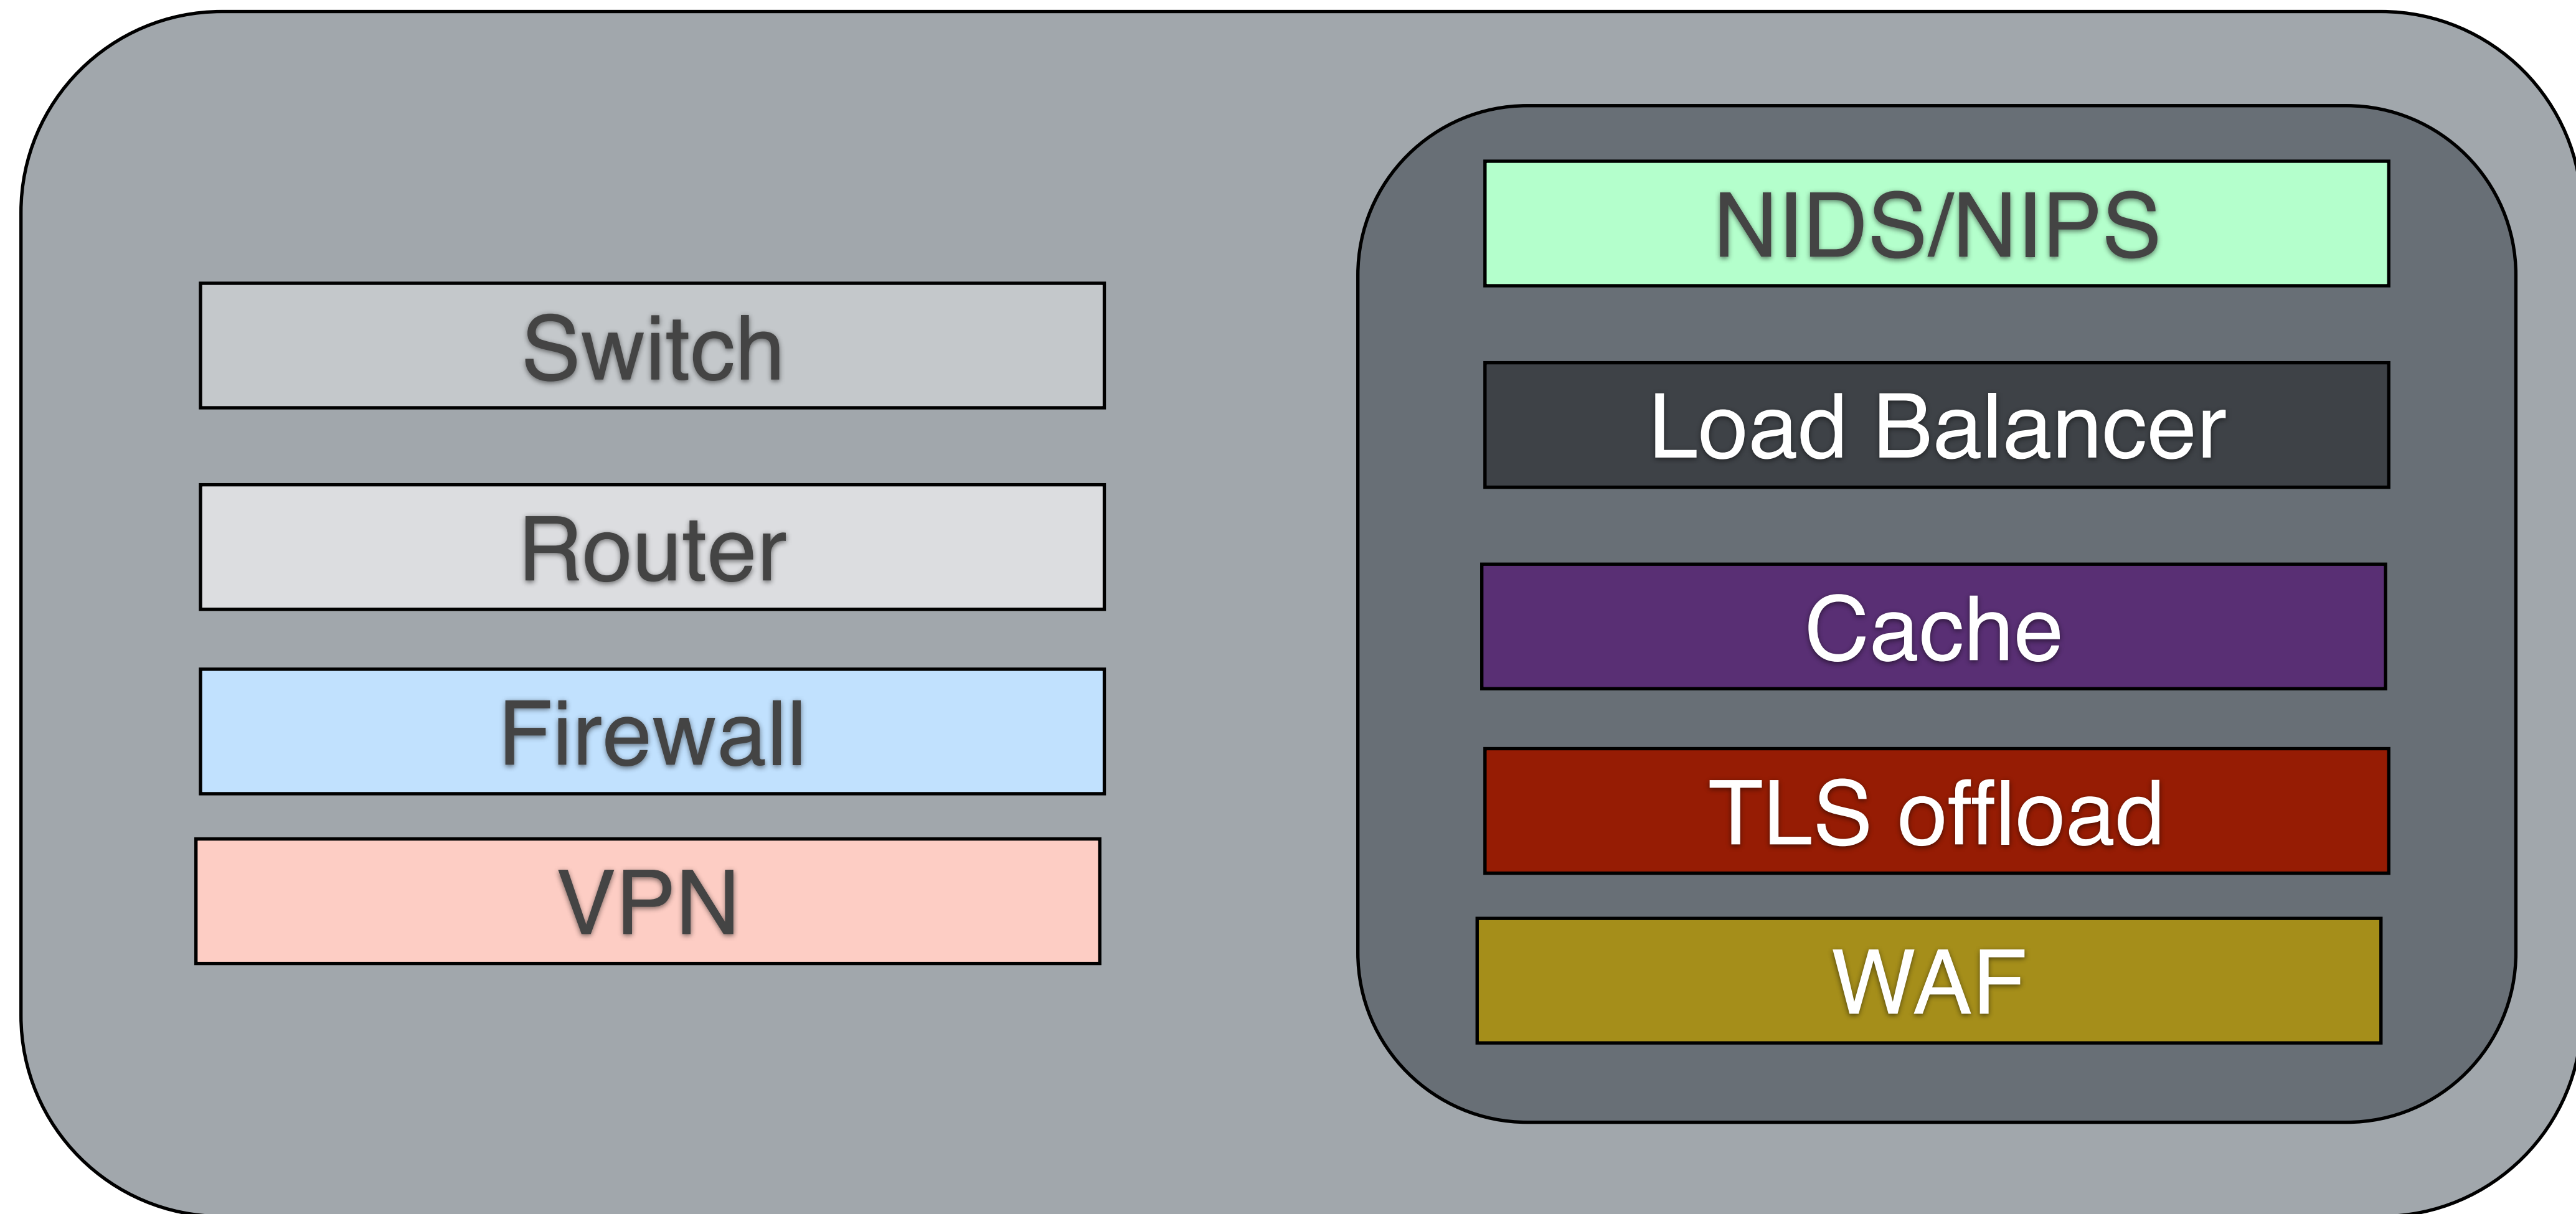 Switch
Router
Firewall
VPN
NIDS/NIPS
Load Balancer
Cache
TLS offload
WAF